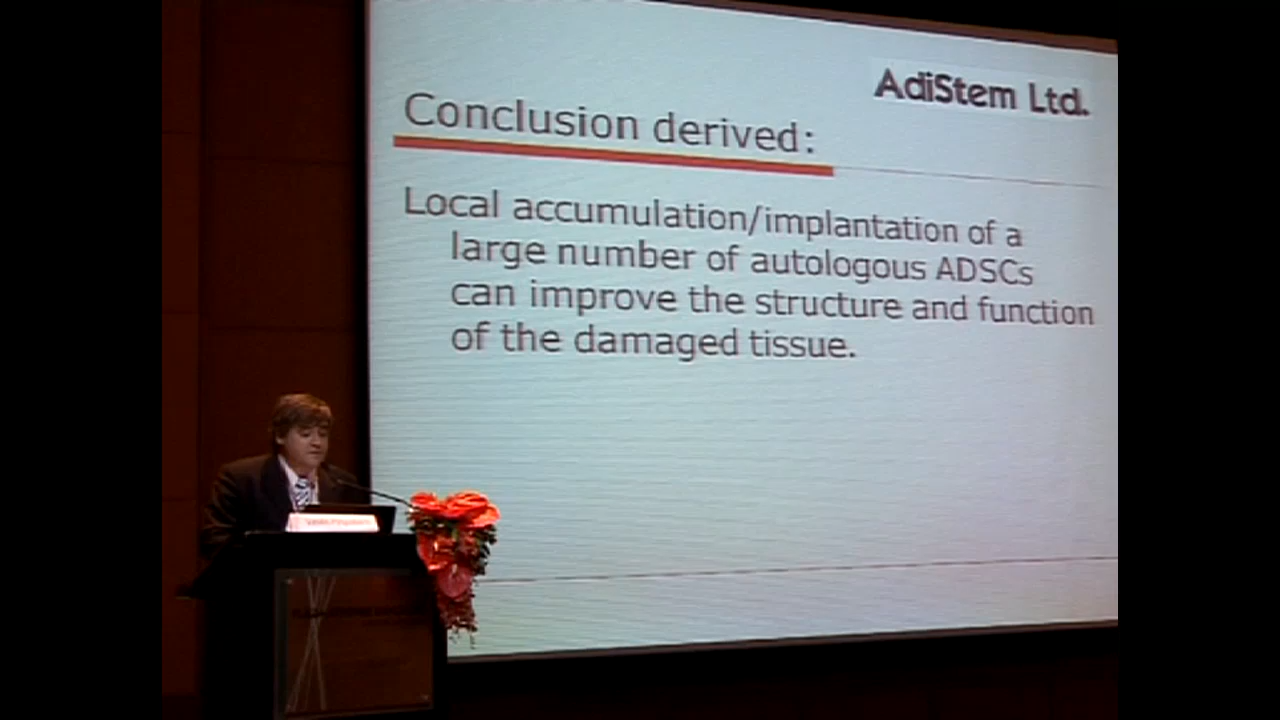 AdiStem Ltd.
Conclusion derived:
Local accumulation/implantation of a
large number of autologous ADSCs
can improve the structure and function
of the damaged tissue.